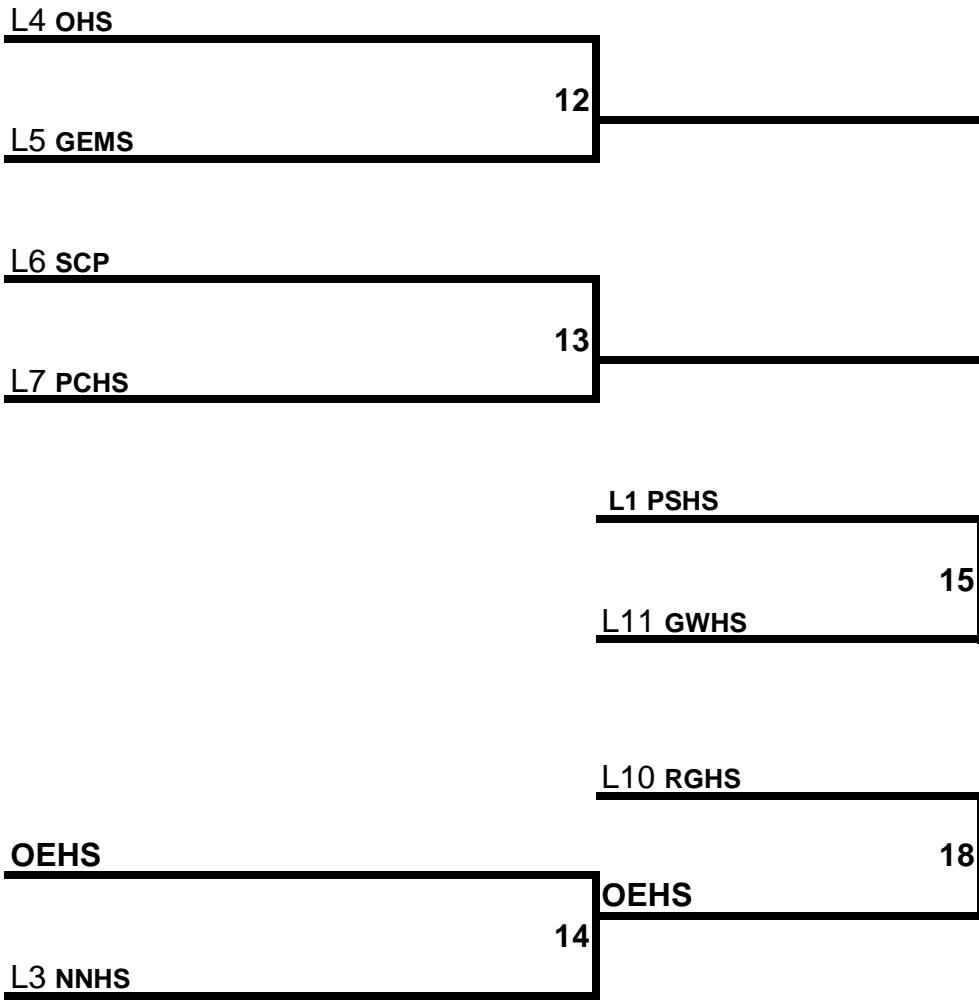 L4 OHS
12
L5 GEMS
L6 SCP
13
L7 PCHS
L1 PSHS
15
L11 GWHS
L10 RGHS
OEHS
18
OEHS
14
L3 NNHS